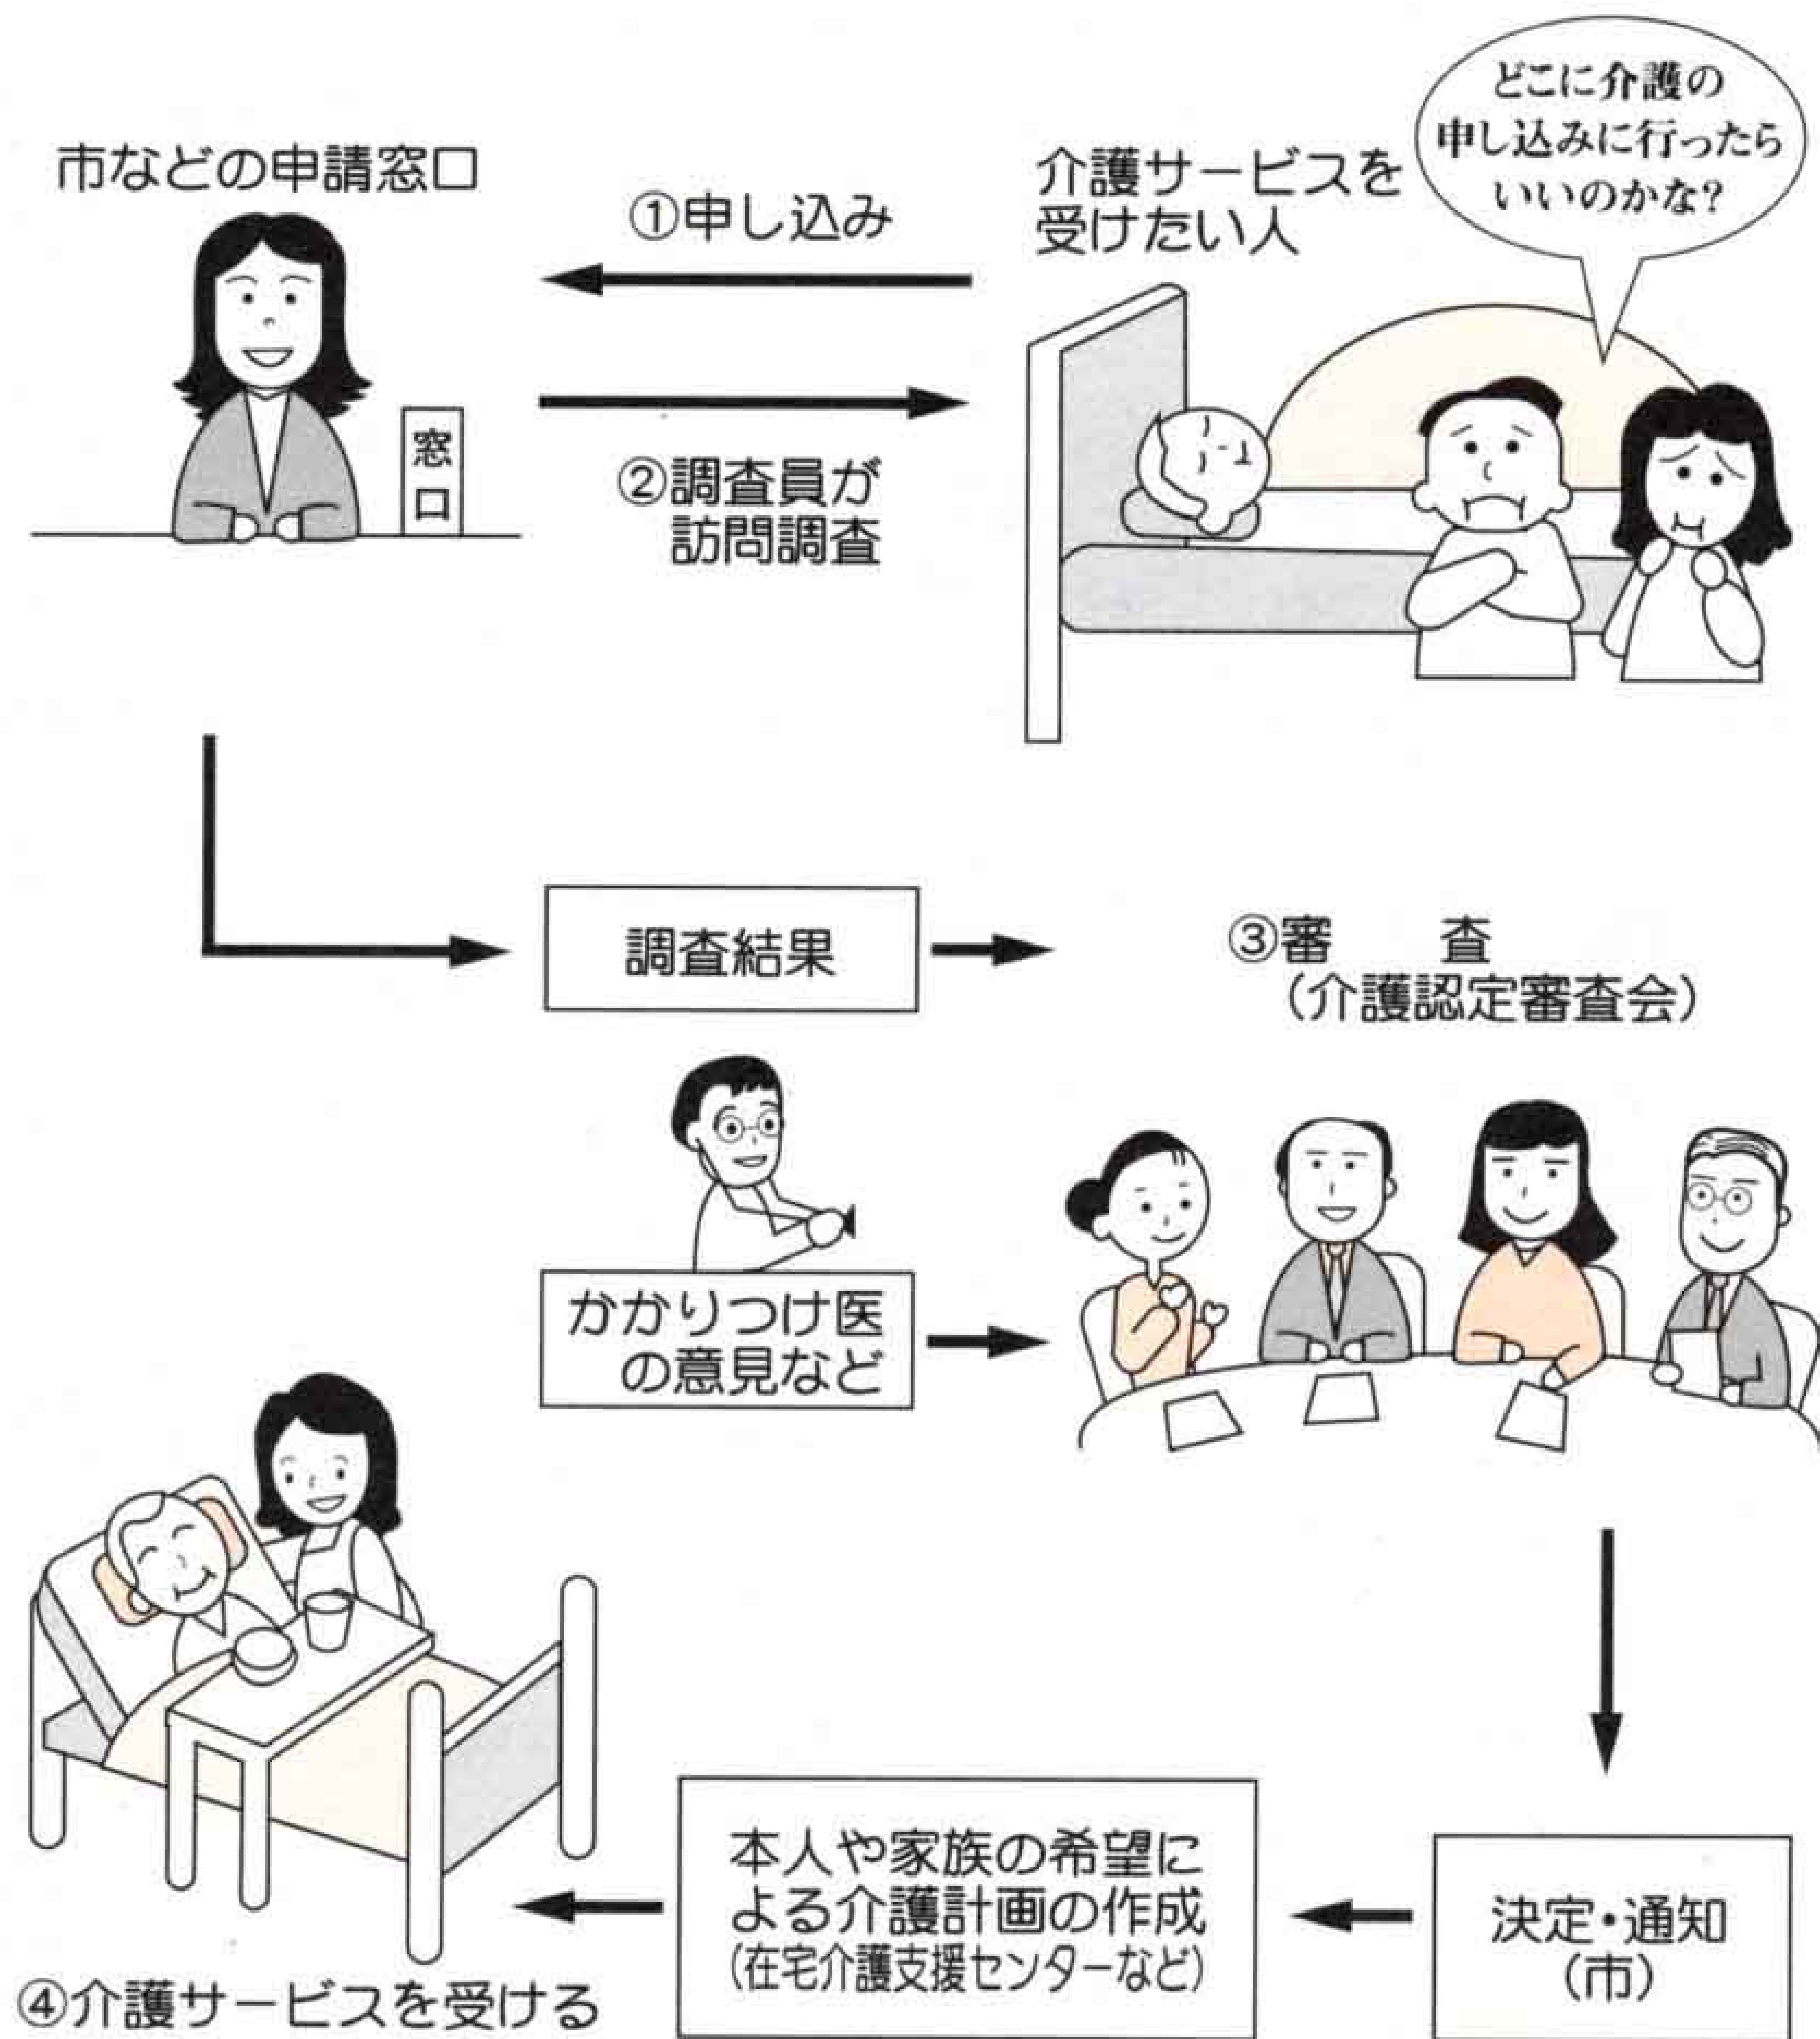 どこに介護の
申し込みに行ったら
いいのかな?
市などの申請窓口
①申し込み
介護サービスを
受けたい人
窓口
②調査員が
訪問調査
調査結果
③審　査
(介護認定審査会)
かかりつけ医
の意見など
本人や家族の希望に
よる介護計画の作成
(在宅介護支援センターなど)
決定・通知
(市)
④介護サービスを受ける